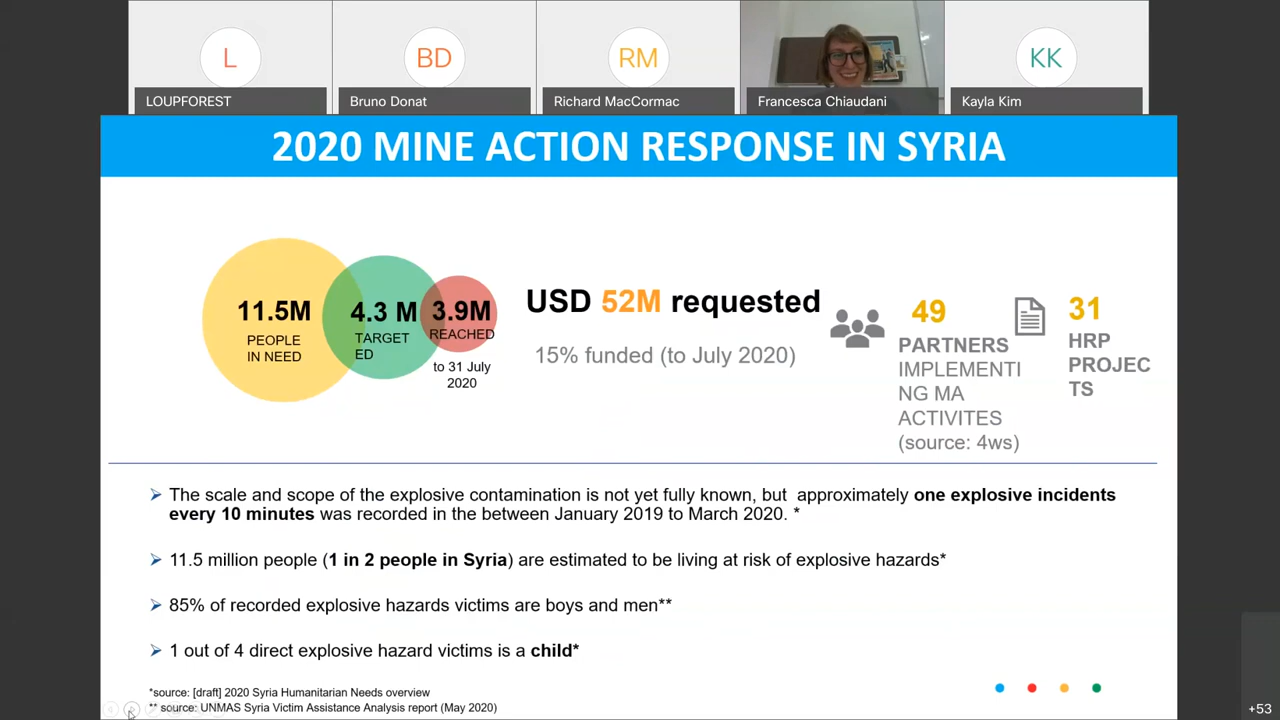 L
BD
RM
KK
LOUPFOREST
Bruno Donat
Richard MacCormac
Francesca Chiaudani
Kayla Kim
2020 MINE ACTION RESPONSE IN SYRIA
11.5M
PEOPLE
IN NEED
4.3 M
TARGET
ED
3.9M
REACHED
to 31 July
2020
USD 52M requested
15% funded (to July 2020)
49
PARTNERS
IMPLEMENTI
NG MA
ACTIVITES
(source: 4ws)
31
HRP
PROJEC
TS
The scale and scope of the explosive contamination is not yet fully known, but approximately one explosive incidents
every 10 minutes was recorded in the between January 2019 to March 2020. *
11.5 million people (1 in 2 people in Syria) are estimated to be living at risk of explosive hazards*
85% of recorded explosive hazards victims are boys and men**
1 out of 4 direct explosive hazard victims is a child*
*source: [draft] 2020 Syria Humanitarian Needs overview
** source: UNMAS Syria Victim Assistance Analysis report (May 2020)
+53